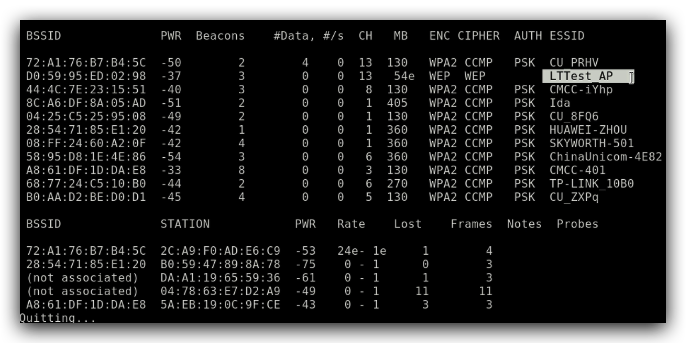 BSSID PWR Beacons #Data, #/s CH MB ENC CIPHER AUTH ESSID
72:A1:76:B7:B4:5C -50 2 4 0 13 130 WPA2 CCMP PSK CU_PRHV
D0:59:95:ED:02:98 -37 3 0 0 13 54e WEP WEP LTTest_AP
44:4C:7E:23:15:51 -40 3 0 0 8 130 WPA2 CCMP PSK CMCC-iYhp
8C:A6:DF:8A:05:AD -51 2 0 0 1 405 WPA2 CCMP PSK Ida
04:25:C5:25:95:08 -49 2 0 0 1 130 WPA2 CCMP PSK CU_8FQ6
28:54:71:85:E1:20 -42 1 0 0 1 360 WPA2 CCMP PSK HUAWEI-ZHOU
08:FF:24:60:A2:0F -42 4 0 0 1 360 WPA2 CCMP PSK SKYWORTH-501
58:95:D8:1E:4E:86 -54 3 0 0 6 360 WPA2 CCMP PSK ChinaUnicom-4E82
A8:61:DF:1D:DA:E8 -33 8 0 0 3 130 WPA2 CCMP PSK CMCC-401
68:77:24:C5:10:B0 -44 2 0 0 6 270 WPA2 CCMP PSK TP-LINK_10B0
B0:AA:D2:BE:D0:D1 -45 4 0 0 5 130 WPA2 CCMP PSK CU_ZXPq
BSSID STATION PWR Rate Lost Frames Notes Probes
72:A1:76:B7:B4:5C 2C:A9:F0:AD:E6:C9 -53 24e- 1e 1 4
28:54:71:85:E1:20 B0:59:47:89:8A:78 -75 0 - 1 0 3
(not associated) DA:A1:19:65:59:36 -61 0 - 1 1 3
(not associated) 04:78:63:E7:D2:A9 -49 0 - 1 11 11
A8:61:DF:1D:DA:E8 5A:EB:19:0C:9F:CE -43 0 - 1 3 3
Quitting...